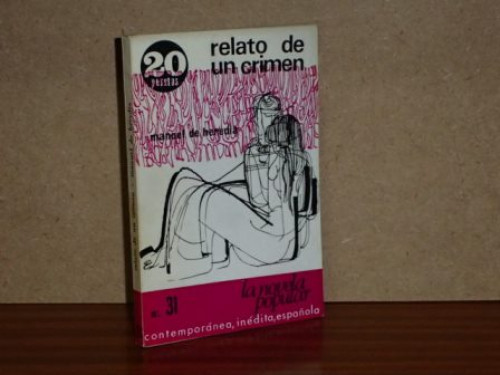 20
pesetas
relato de
un crimen
manuel de heredia
n.° 31
la novela
popular
contemporánea, inédita, española